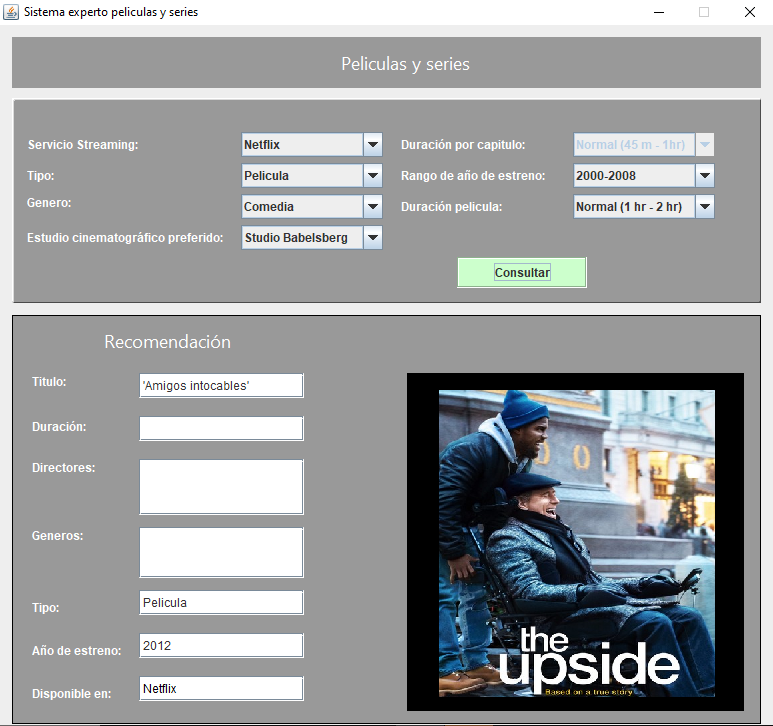 Sistema experto peliculas y series
Peliculas y series
Servicio Streaming:
Netflix
Duración por capitulo:
Normal (45 m - 1hr)
Tipo:
Pelicula
Rango de año de estreno:
2000-2008
Genero:
Comedia
Duración pelicula:
Normal (1 hr - 2 hr)
Estudio cinematográfico preferido:
Studio Babelsberg
Consultar
Recomendación
Titulo:
'Amigos intocables'
Duración:
Directores:
Generos:
Tipo:
Pelicula
Año de estreno:
2012
Disponible en:
Netflix
the
upside
Based on a true story